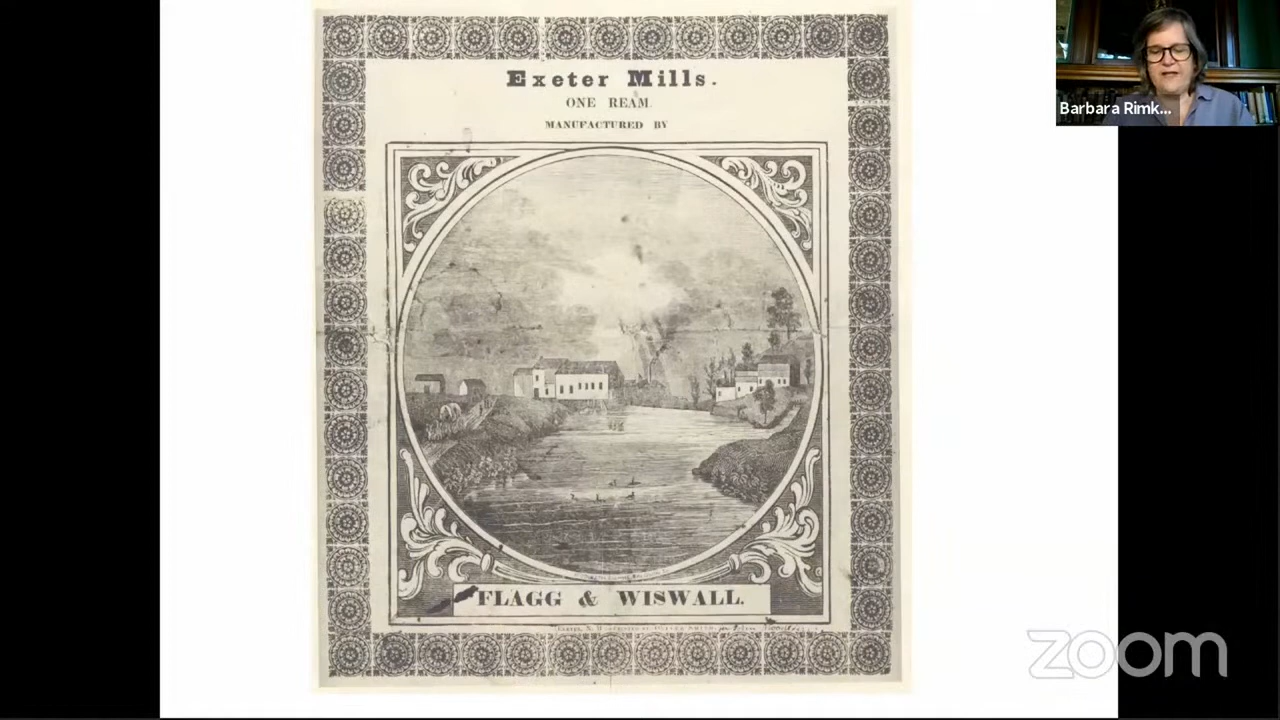 Exeter Mills.
ONE REAM.
MANUFACTURED BY
FLAGG & WISWALL.
Barbara Rimk...
zoom